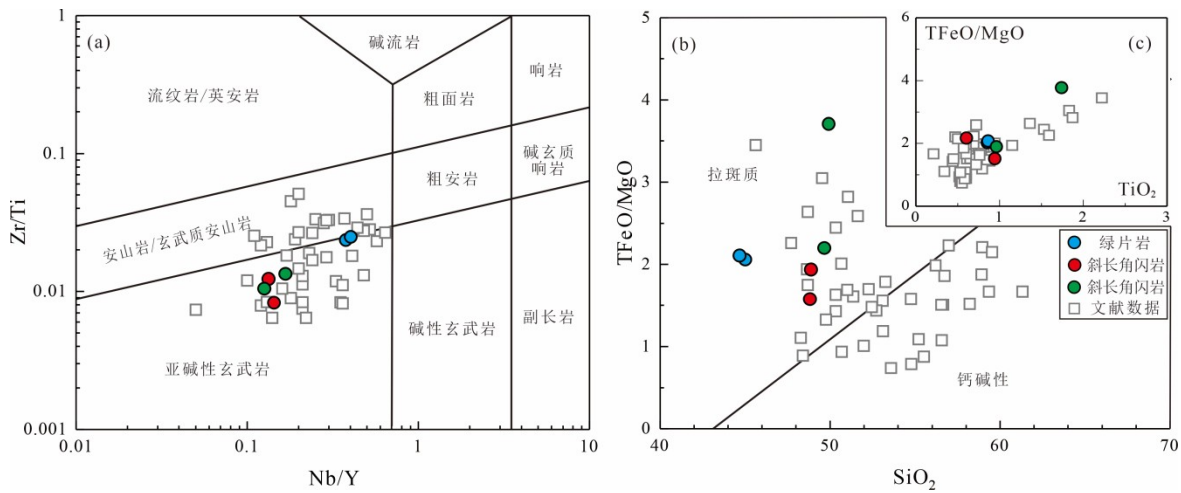 (a)
碱流岩
响岩
粗面岩
流纹岩/英安岩
碱玄质
响岩
粗安岩
安山岩/玄武质安山岩
碱性玄武岩
副长岩
亚碱性玄武岩
1
0.1
0.01
0.001
Zr/Ti
0.01
0.1
1
10
Nb/Y
(b)
拉斑质
钙碱性
5
4
3
2
1
0
TFeO/MgO
40
50
60
70
SiO₂
(c)
TFeO/MgO
TiO₂
6
4
2
0
0
1
2
3
绿片岩
斜长角闪岩
斜长角闪岩
文献数据